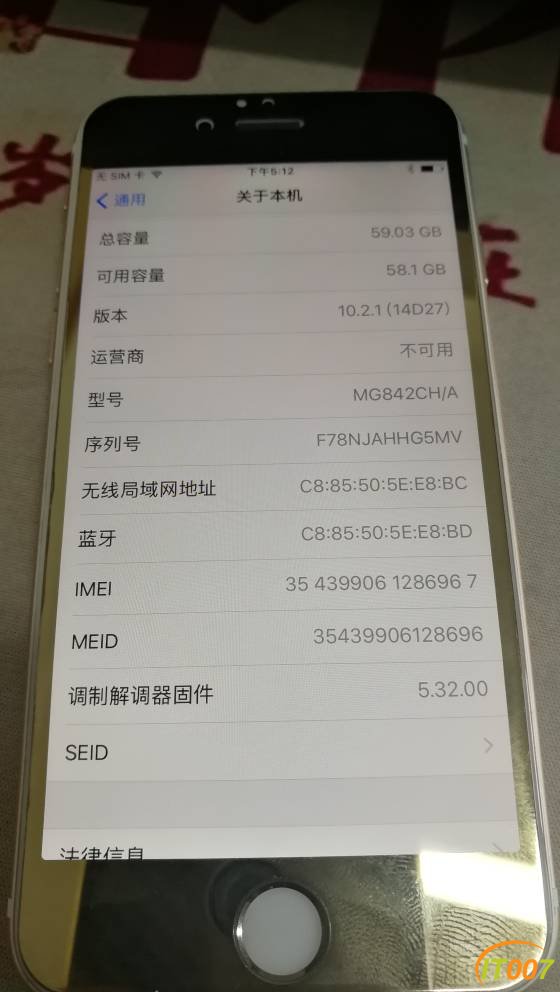 岁
在
无 SIM 卡 下午5:12
通用 关于本机
总容量 59.03 GB
可用容量 58.1 GB
版本 10.2.1 (14D27)
运营商 不可用
型号 MG842CH/A
序列号 F78NJAHHG5MV
无线局域网地址 C8:85:50:5E:E8:BC
蓝牙 C8:85:50:5E:E8:BD
IMEI 35 439906 128696 7
MEID 35439906128696
调制解调器固件 5.32.00
SEID
法律信息
IT007